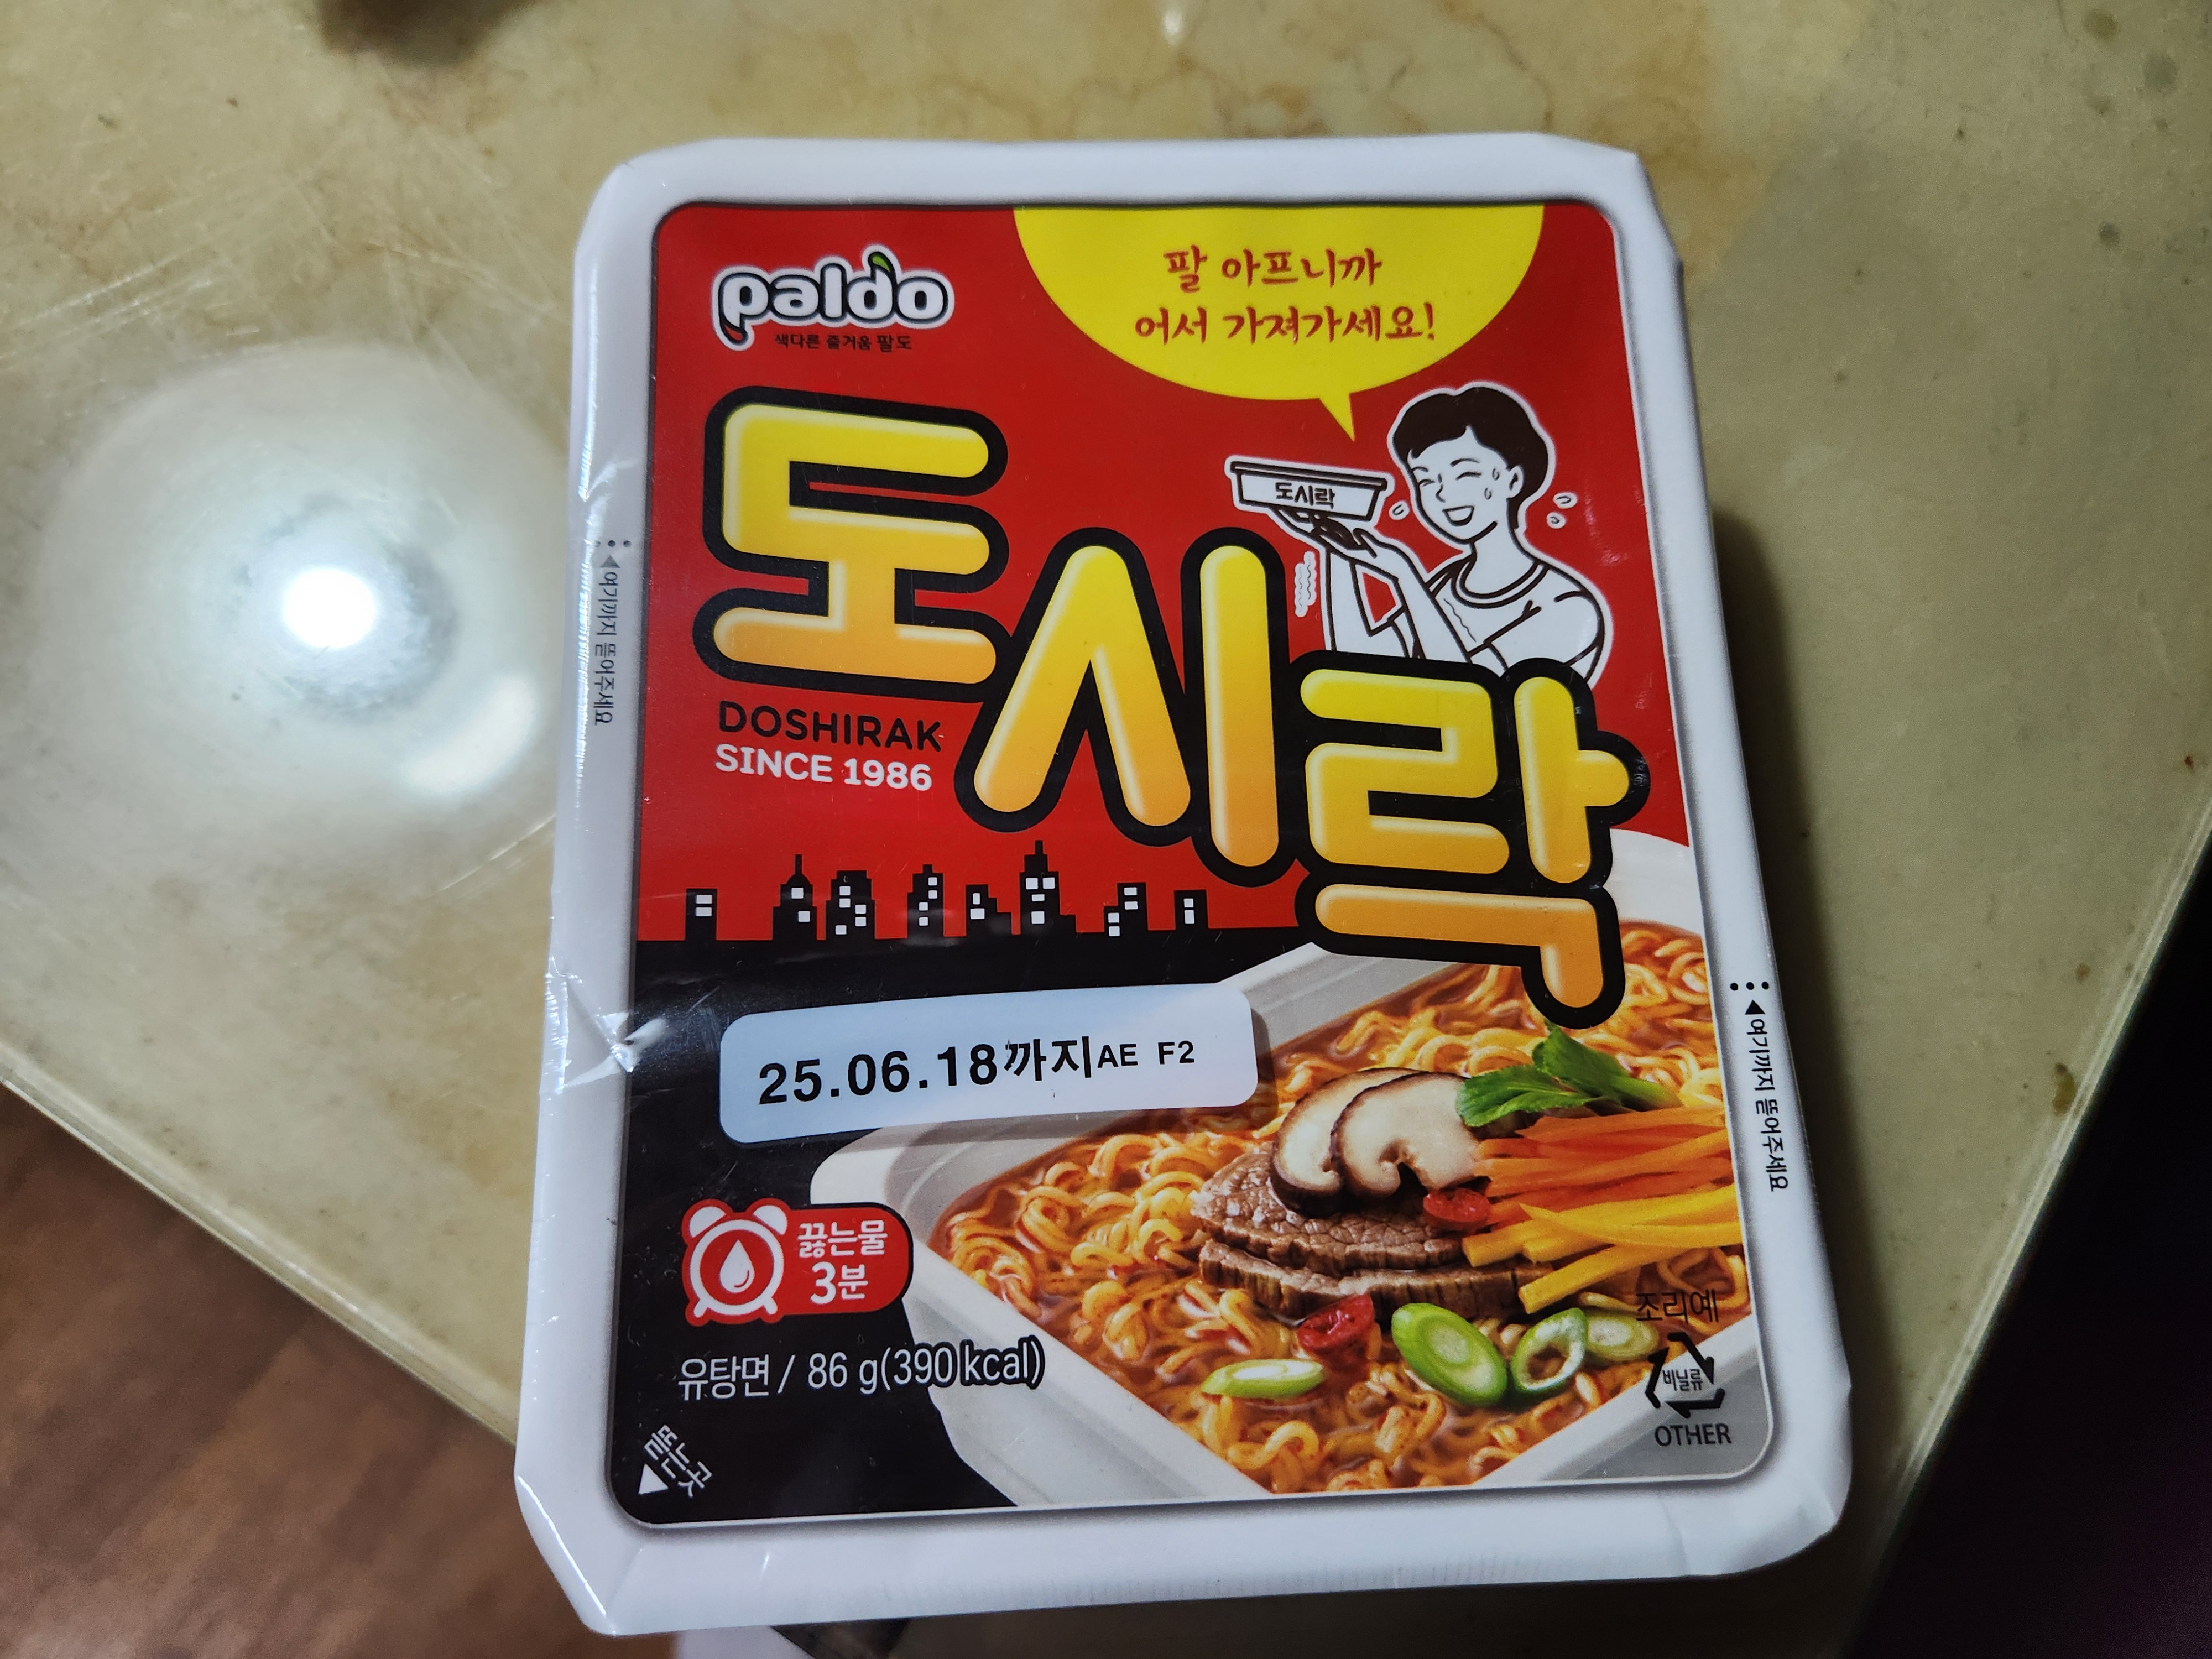 paldo
색다른 즐거움 팔도
팔 아프니까
어서 가져가세요!
도시락
도시락
DOSHIRAK
SINCE 1986
◀여기까지 뜯어주세요
25.06.18까지AE F2
◀여기까지 뜯어주세요
끓는물
3분
조리예
유탕면 / 86 g(390 kcal)
비닐류
OTHER
뜯는곳